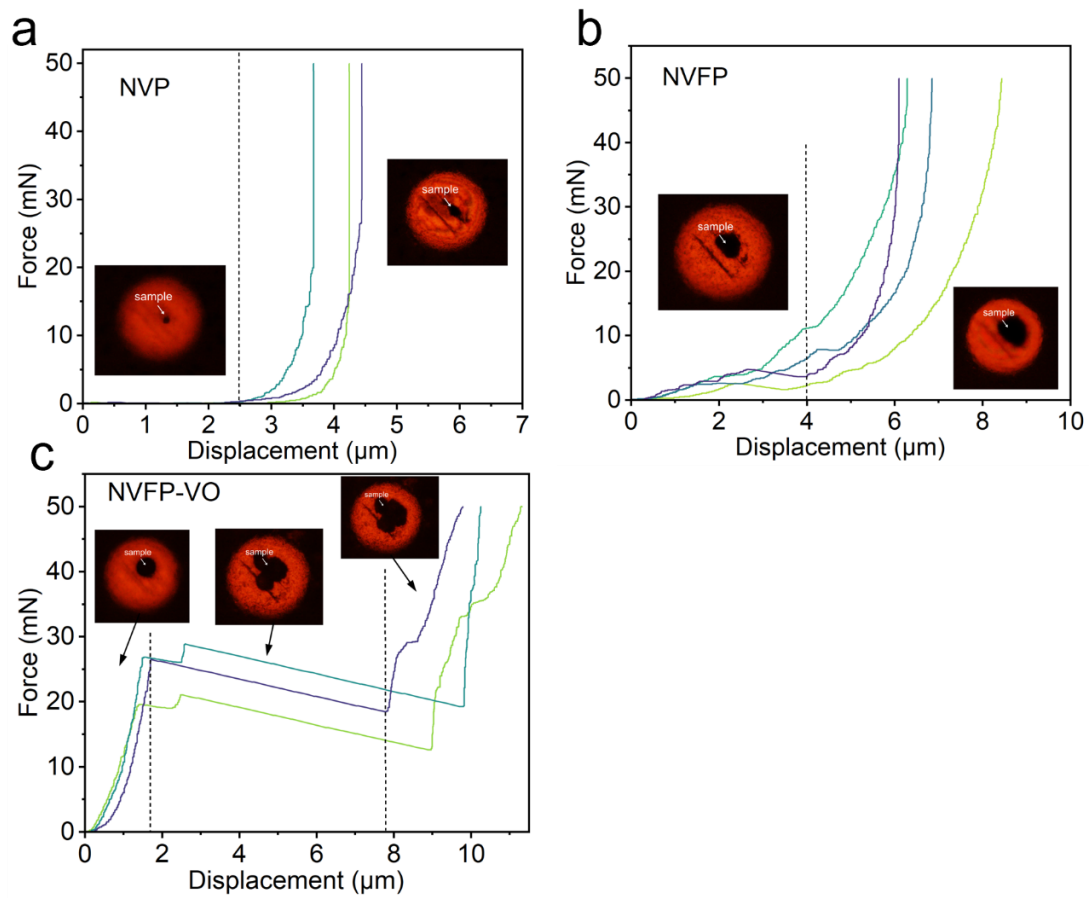 a
50
40
30
20
10
0
Force (mN)
NVP
sample
sample
0 1 2 3 4 5 6 7
Displacement (μm)
b
50
40
30
20
10
0
Force (mN)
NVFP
sample
sample
0 2 4 6 8 10
Displacement (μm)
c
50
40
30
20
10
0
Force (mN)
NVFP-VO
sample
sample
sample
0 2 4 6 8 10
Displacement (μm)